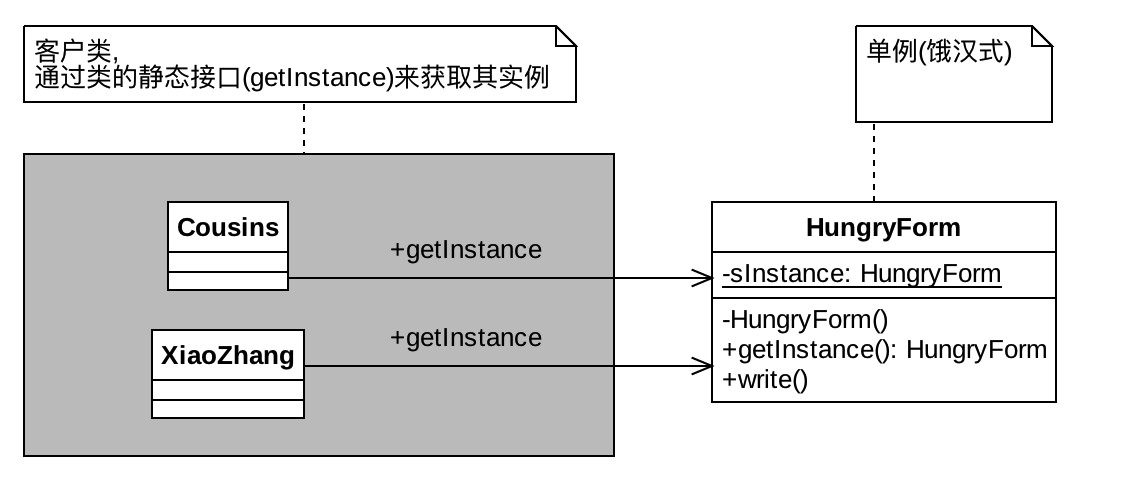 客户类,
通过类的静态接口(getInstance)来获取其实例
单例(饿汉式)
Cousins
+getInstance
XiaoZhang
+getInstance
HungryForm
-sInstance: HungryForm
-HungryForm()
+getInstance(): HungryForm
+write()